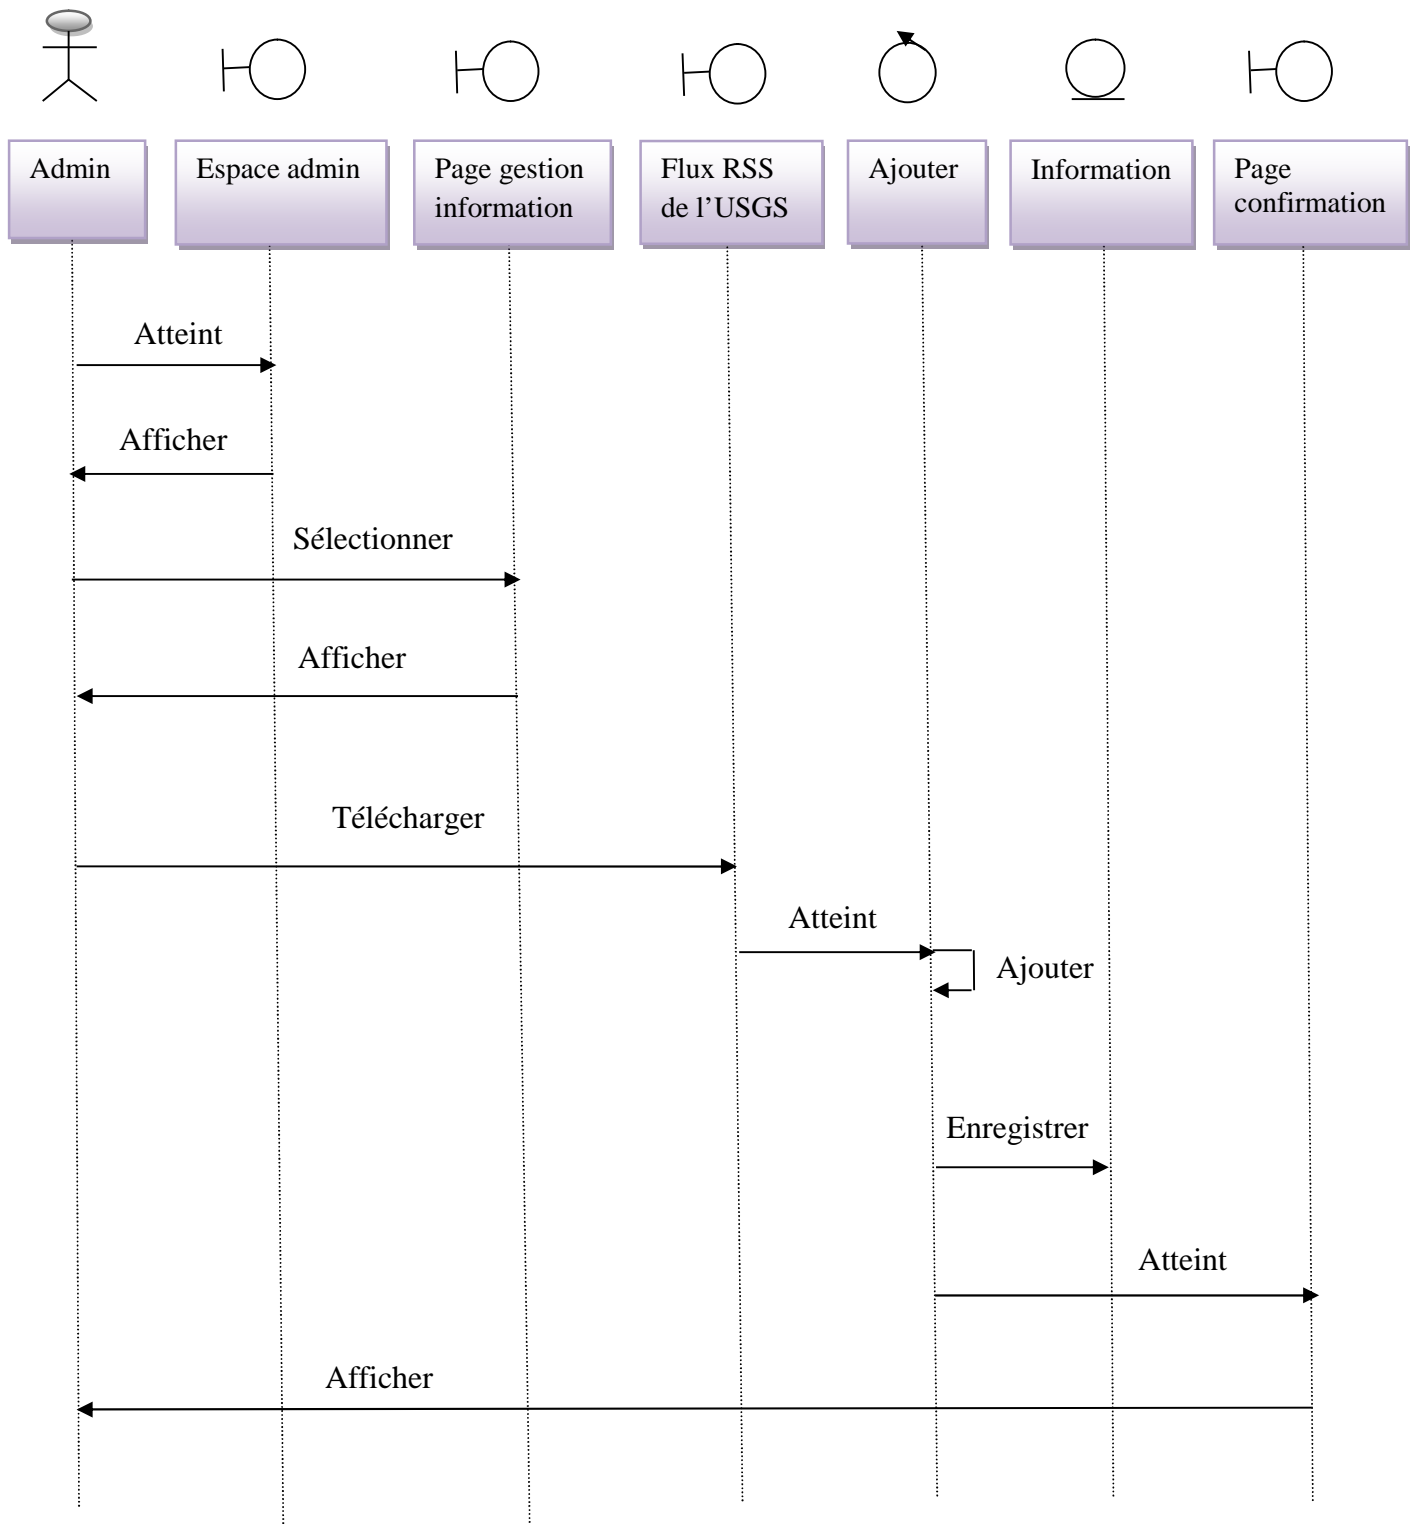 Admin
Espace admin
Page gestion
information
Flux RSS
de l’USGS
Ajouter
Information
Page
confirmation
Atteint
Afficher
Sélectionner
Afficher
Télécharger
Atteint
Ajouter
Enregistrer
Atteint
Afficher